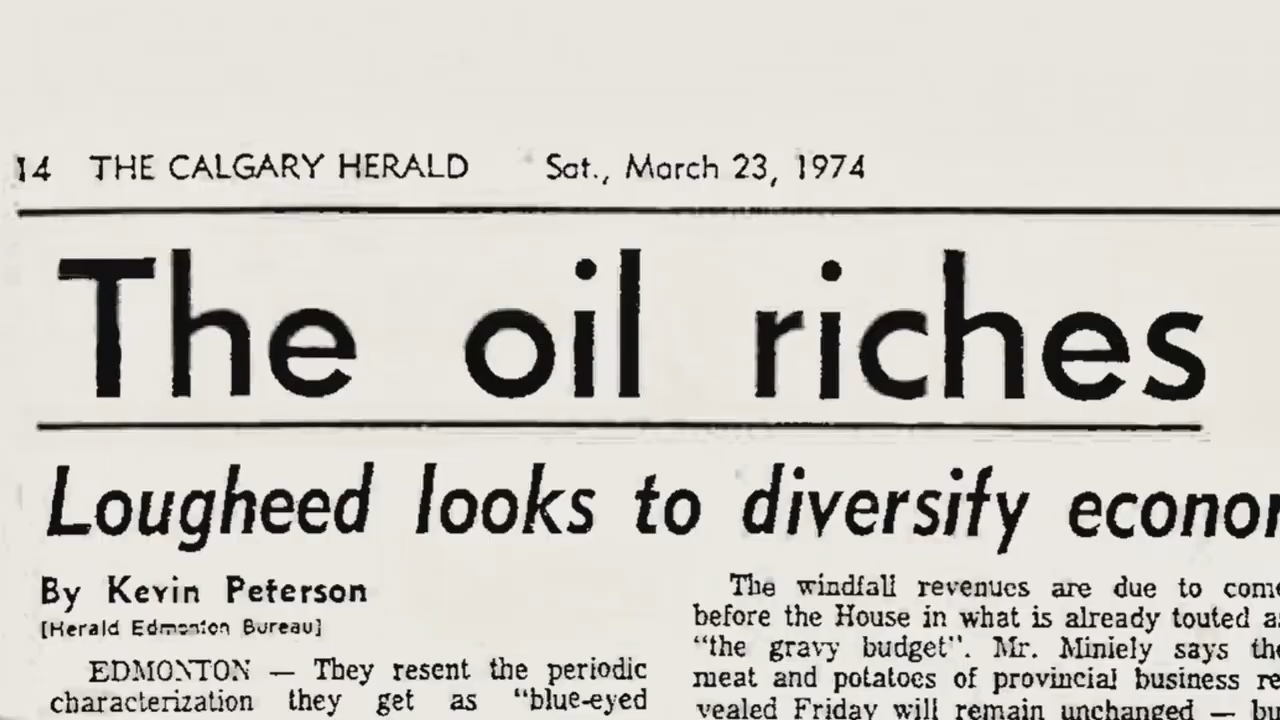 14 THE CALGARY HERALD Sat., March 23, 1974
The oil riches
Lougheed looks to diversify
By Kevin Peterson
[Herald Edmonton Bureau]
EDMONTON — They resent the periodic
characterization they get as "blue-eyed
The windfall revenues are due to
before the House in what is already touted
"the gravy budget". Mr. Miniely says
meat and potatoes of provincial business
vealed Friday will remain unchanged —